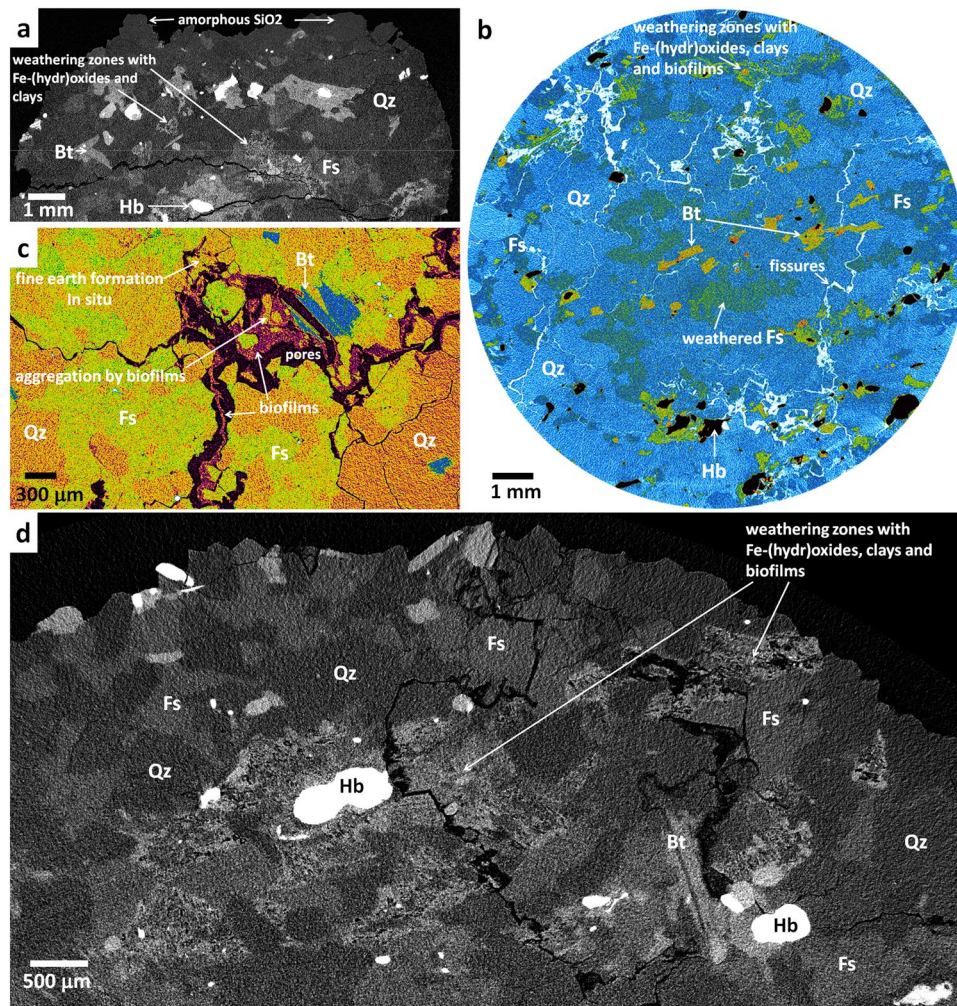 a
amorphous SiO2
weathering zones with
Fe-(hydr)oxides and
clays
Qz
Bt
Fs
Hb
1 mm
b
weathering zones with
Fe-(hydr)oxides, clays
and biofilms
Qz
Qz
Bt
Fs
Fs
fissures
weathered Fs
Qz
Hb
1 mm
c
fine earth formation
In situ
Bt
aggregation by biofilms
pores
biofilms
Fs
Qz
Fs
Qz
300 µm
d
weathering zones with
Fe-(hydr)oxides, clays and
biofilms
Fs
Qz
Fs
Fs
Qz
Hb
Bt
Qz
Hb
Fs
500 µm